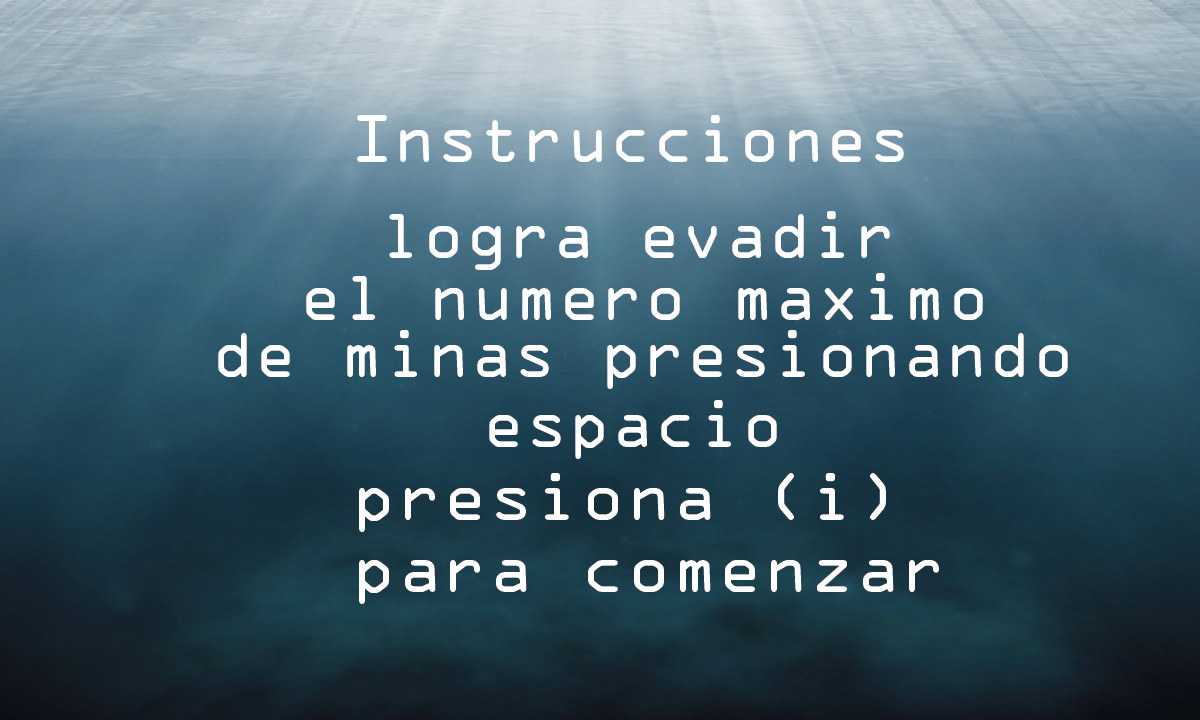 Instrucciones
logra evadir
el numero maximo
de minas presionando
espacio
presiona (i)
para comenzar